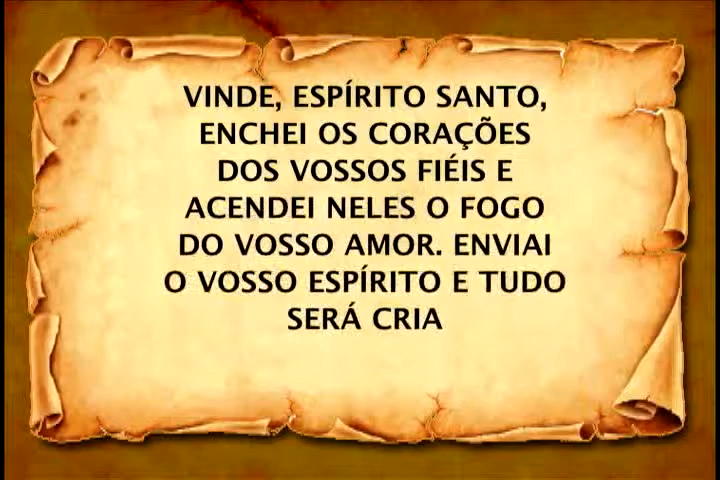 VINDE, ESPÍRITO SANTO,
ENCHEI OS CORAÇÕES
DOS VOSSOS FIÉIS E
ACENDEI NELES O FOGO
DO VOSSO AMOR. ENVIAI
O VOSSO ESPÍRITO E TUDO
SERÁ CRIA